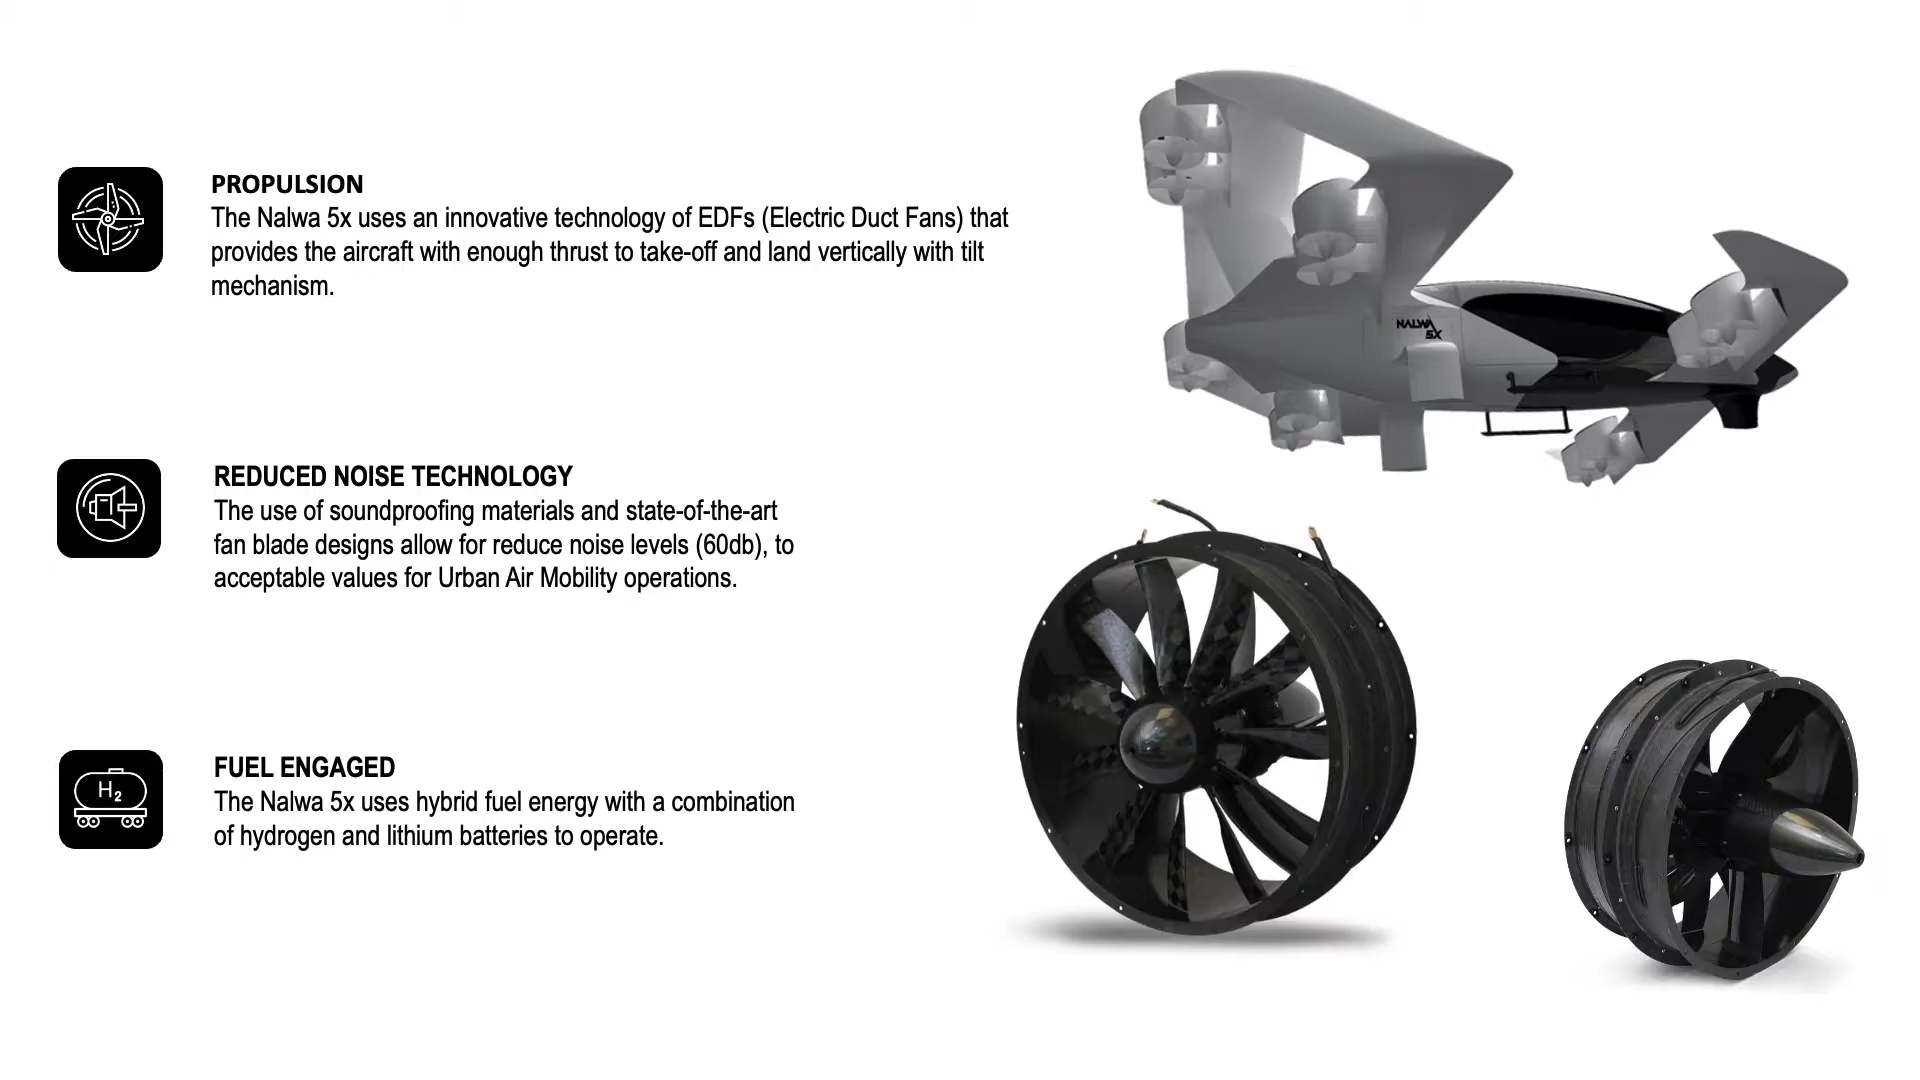 PROPULSION
The Nalwa 5x uses an innovative technology of EDFs (Electric Duct Fans) that
provides the aircraft with enough thrust to take-off and land vertically with tilt
mechanism.
NALWA
5X
REDUCED NOISE TECHNOLOGY
The use of soundproofing materials and state-of-the-art
fan blade designs allow for reduce noise levels (60db), to
acceptable values for Urban Air Mobility operations.
H2
FUEL ENGAGED
The Nalwa 5x uses hybrid fuel energy with a combination
of hydrogen and lithium batteries to operate.